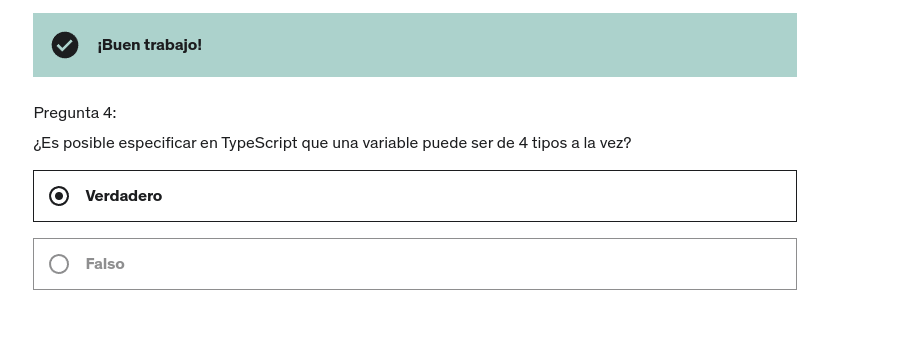 ¡Buen trabajo!
Pregunta 4:
¿Es posible especificar en TypeScript que una variable puede ser de 4 tipos a la vez?
Verdadero
Falso